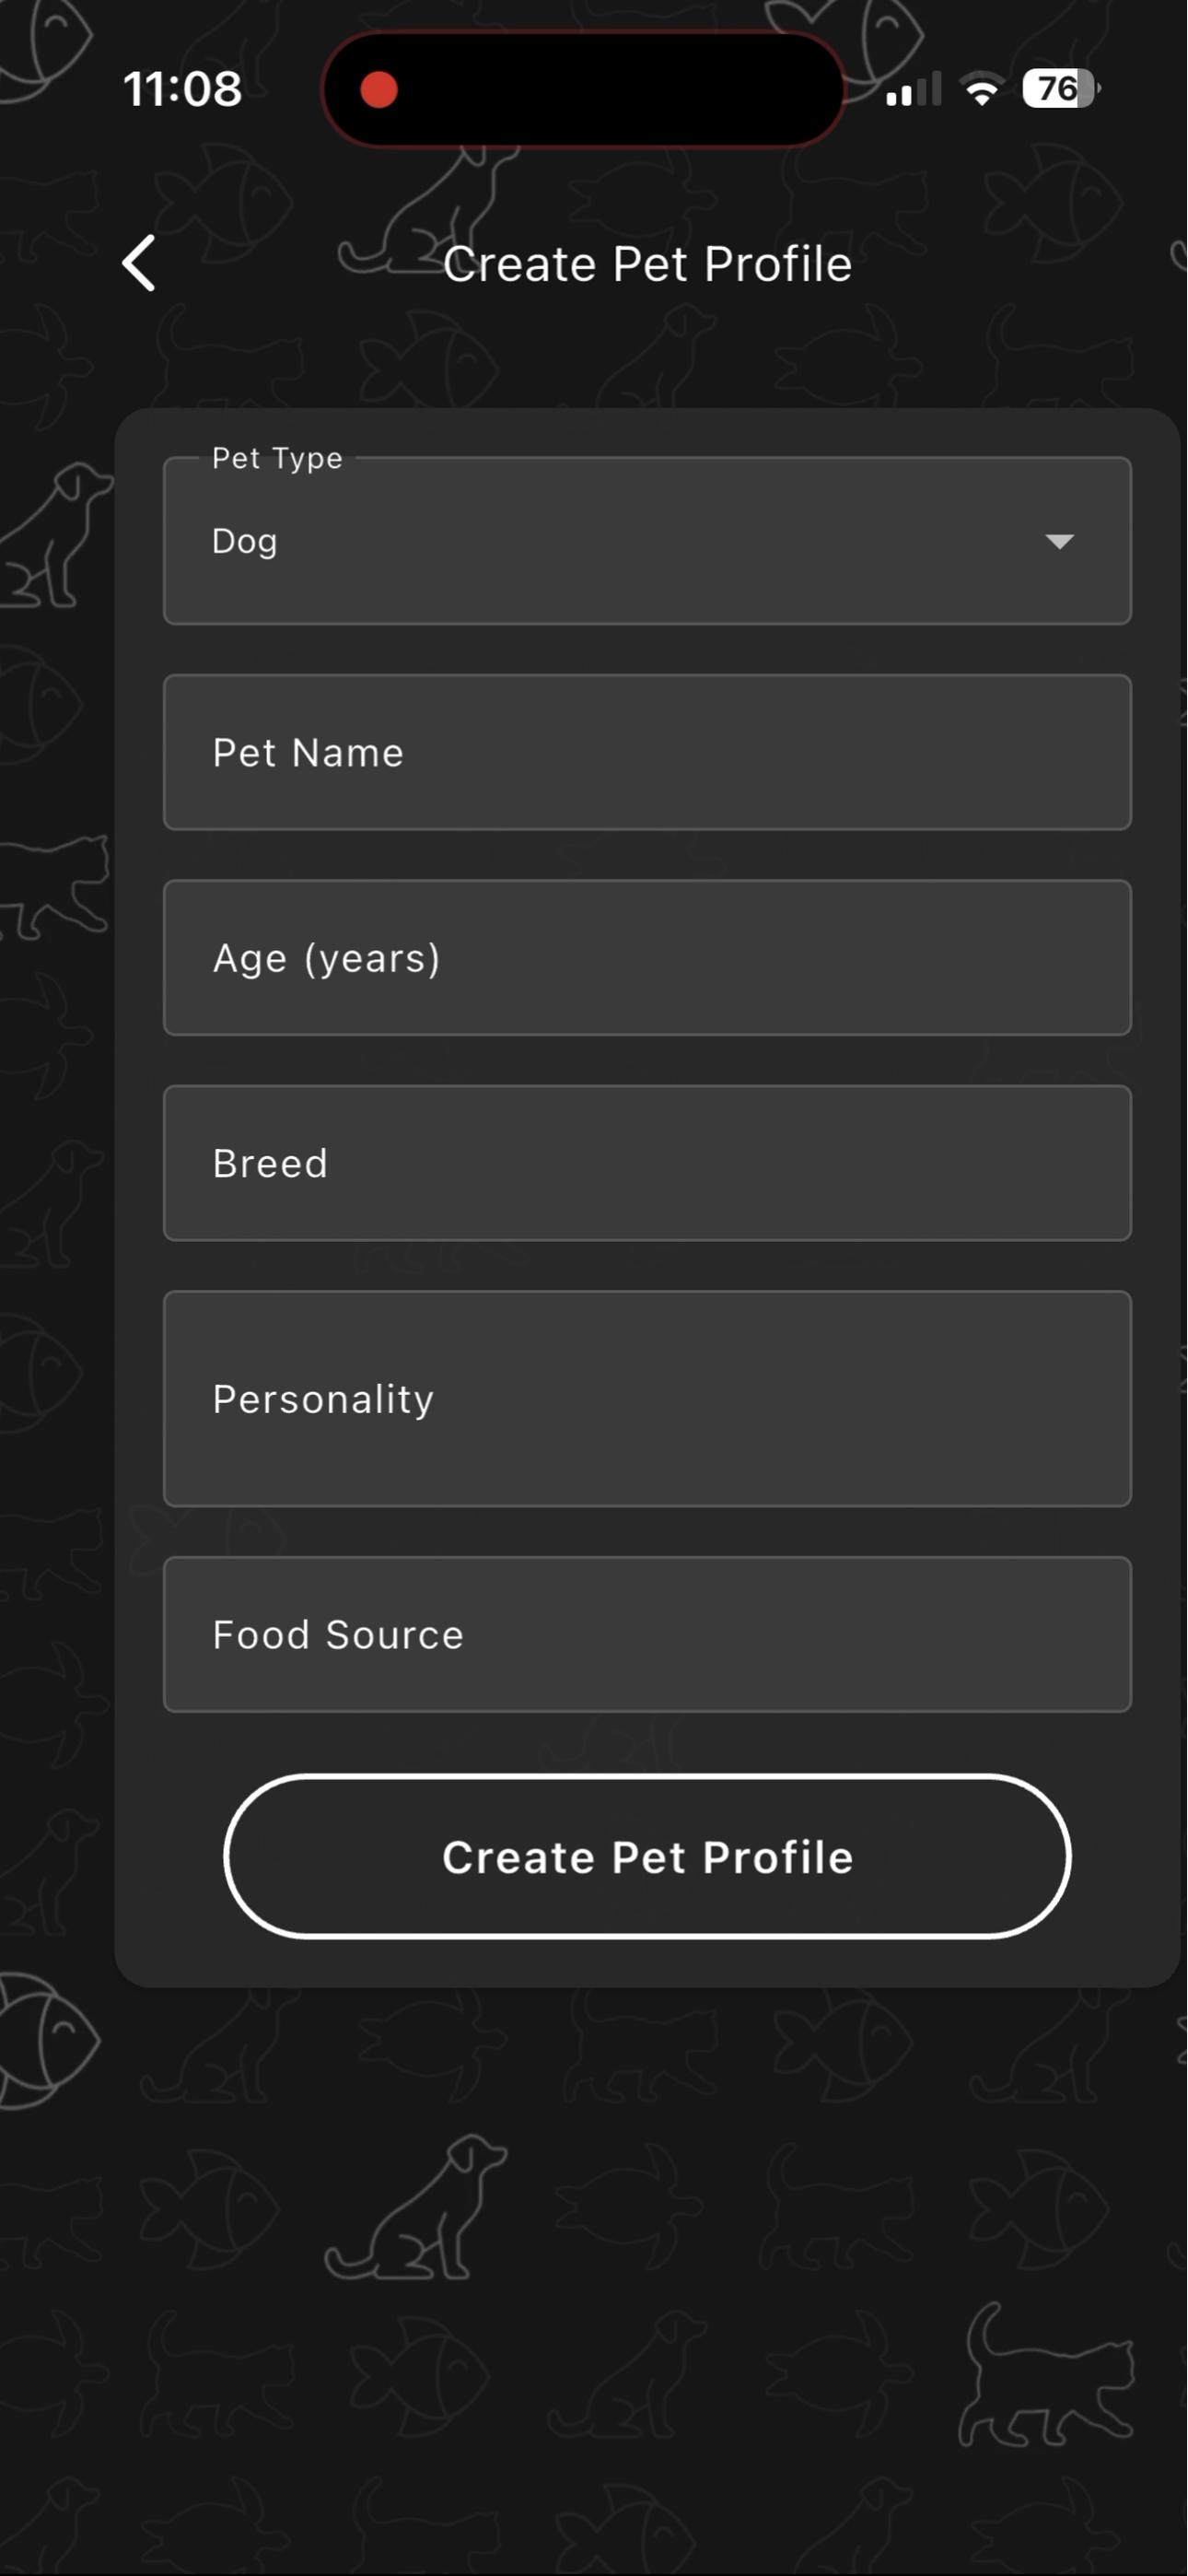 11:08
76
Create Pet Profile
Pet Type
Dog
Pet Name
Age (years)
Breed
Personality
Food Source
Create Pet Profile